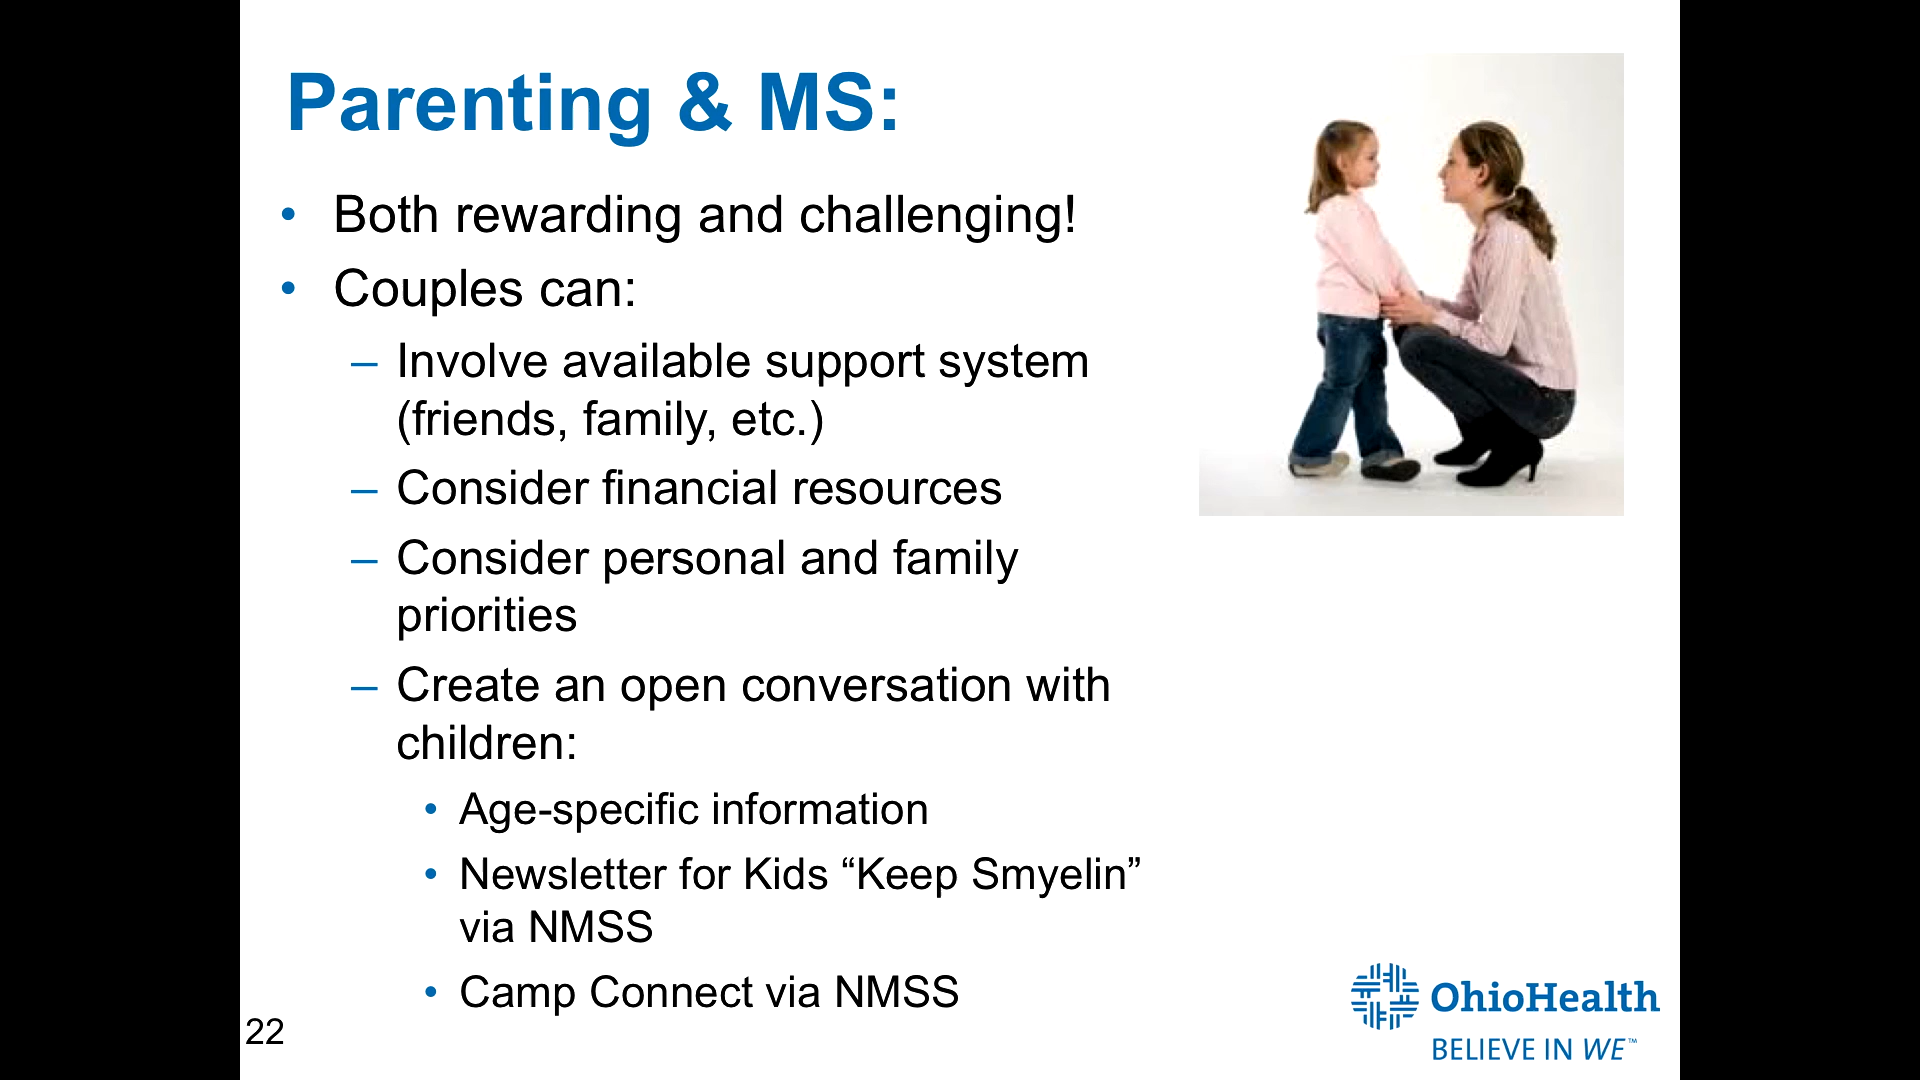 Parenting & MS:
• Both rewarding and challenging!
• Couples can:
– Involve available support system
(friends, family, etc.)
– Consider financial resources
– Consider personal and family
priorities
– Create an open conversation with
children:
• Age-specific information
• Newsletter for Kids “Keep Smyelin”
via NMSS
• Camp Connect via NMSS
22
OhioHealth
BELIEVE IN WE™